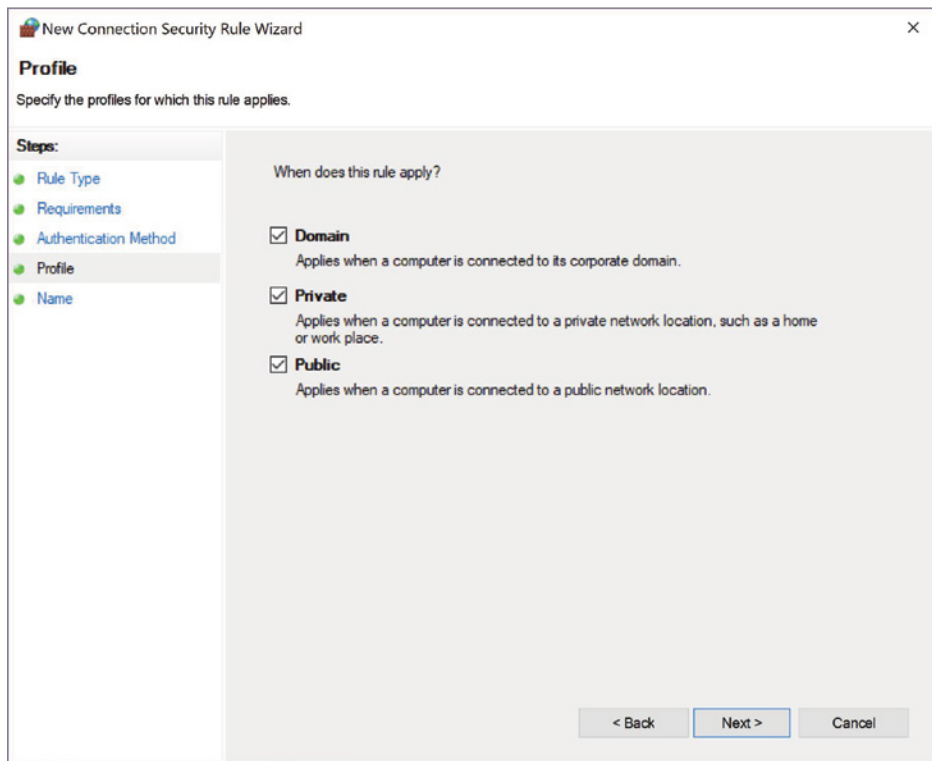 New Connection Security Rule Wizard
Profile
Specify the profiles for which this rule applies.
Steps:
Rule Type
Requirements
Authentication Method
Profile
Name
When does this rule apply?
Domain
Applies when a computer is connected to its corporate domain.
Private
Applies when a computer is connected to a private network location, such as a home
or work place.
Public
Applies when a computer is connected to a public network location.
< Back
Next >
Cancel